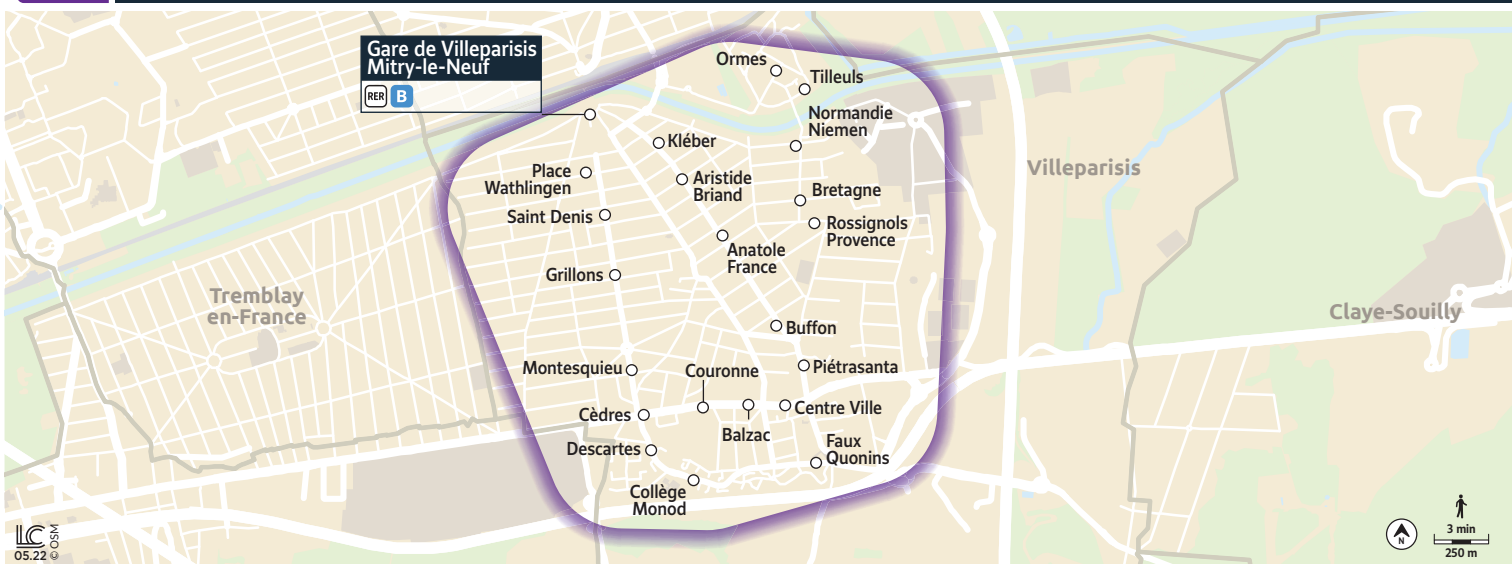 Gare de Villeparisis
Mitry-le-Neuf
RER B
Ormes
Tilleuls
Normandie
Niemen
Kléber
Place
Wathlingen
Aristide
Briand
Bretagne
Saint Denis
Rossignols
Provence
Anatole
France
Grillons
Villeparisis
Tremblay
en-France
Claye-Souilly
Buffon
Montesquieu
Couronne
Piétrasanta
Cèdres
Centre Ville
Balzac
Descartes
Faux
Quonins
Collège
Monod
LC
05.22 © OSM
N
3 min
250 m